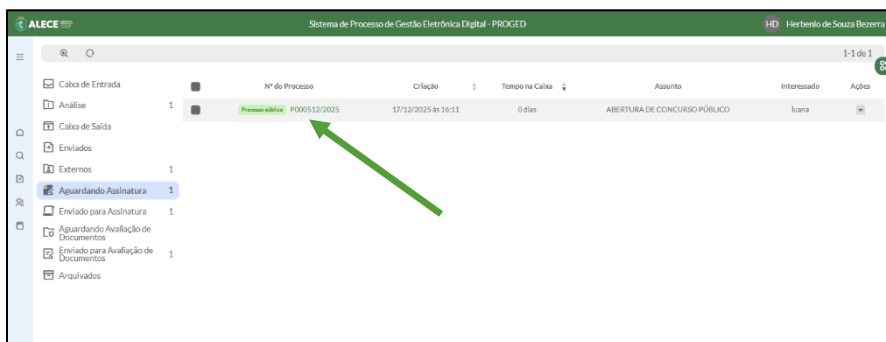 ALECE
Sistema de Processo de Gestão Eletrônica Digital - PROGED
HD Herbenio de Souza Bezerra
1-1 de 1
Caixa de Entrada
Análise 1
Caixa de Saída
Enviados
Externos 1
Aguardando Assinatura 1
Enviado para Assinatura 1
Aguardando Avaliação de
Documentos
Enviado para Avaliação de
Documentos 1
Arquivados
Nº do Processo Criação Tempo na Caixa Assunto Interessado Ações
Processo público P000512/2025 17/12/2025 às 16:11 0 dias ABERTURA DE CONCURSO PÚBLICO luana